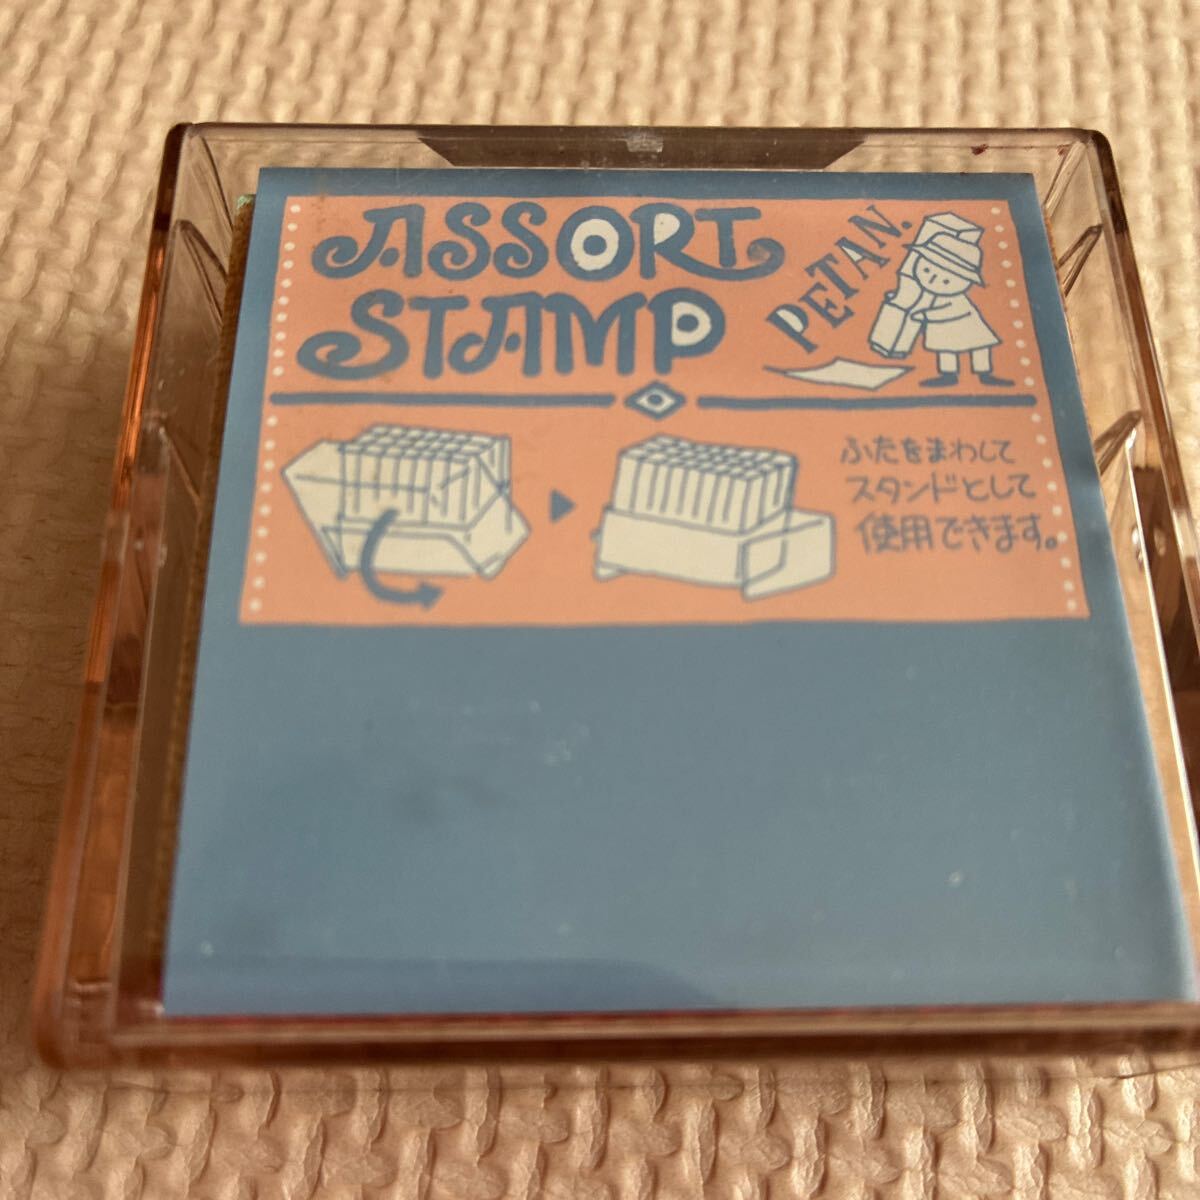 ASSORT
STAMP
PETAN.
ふたをまわして
スタンドとして
使用できます。